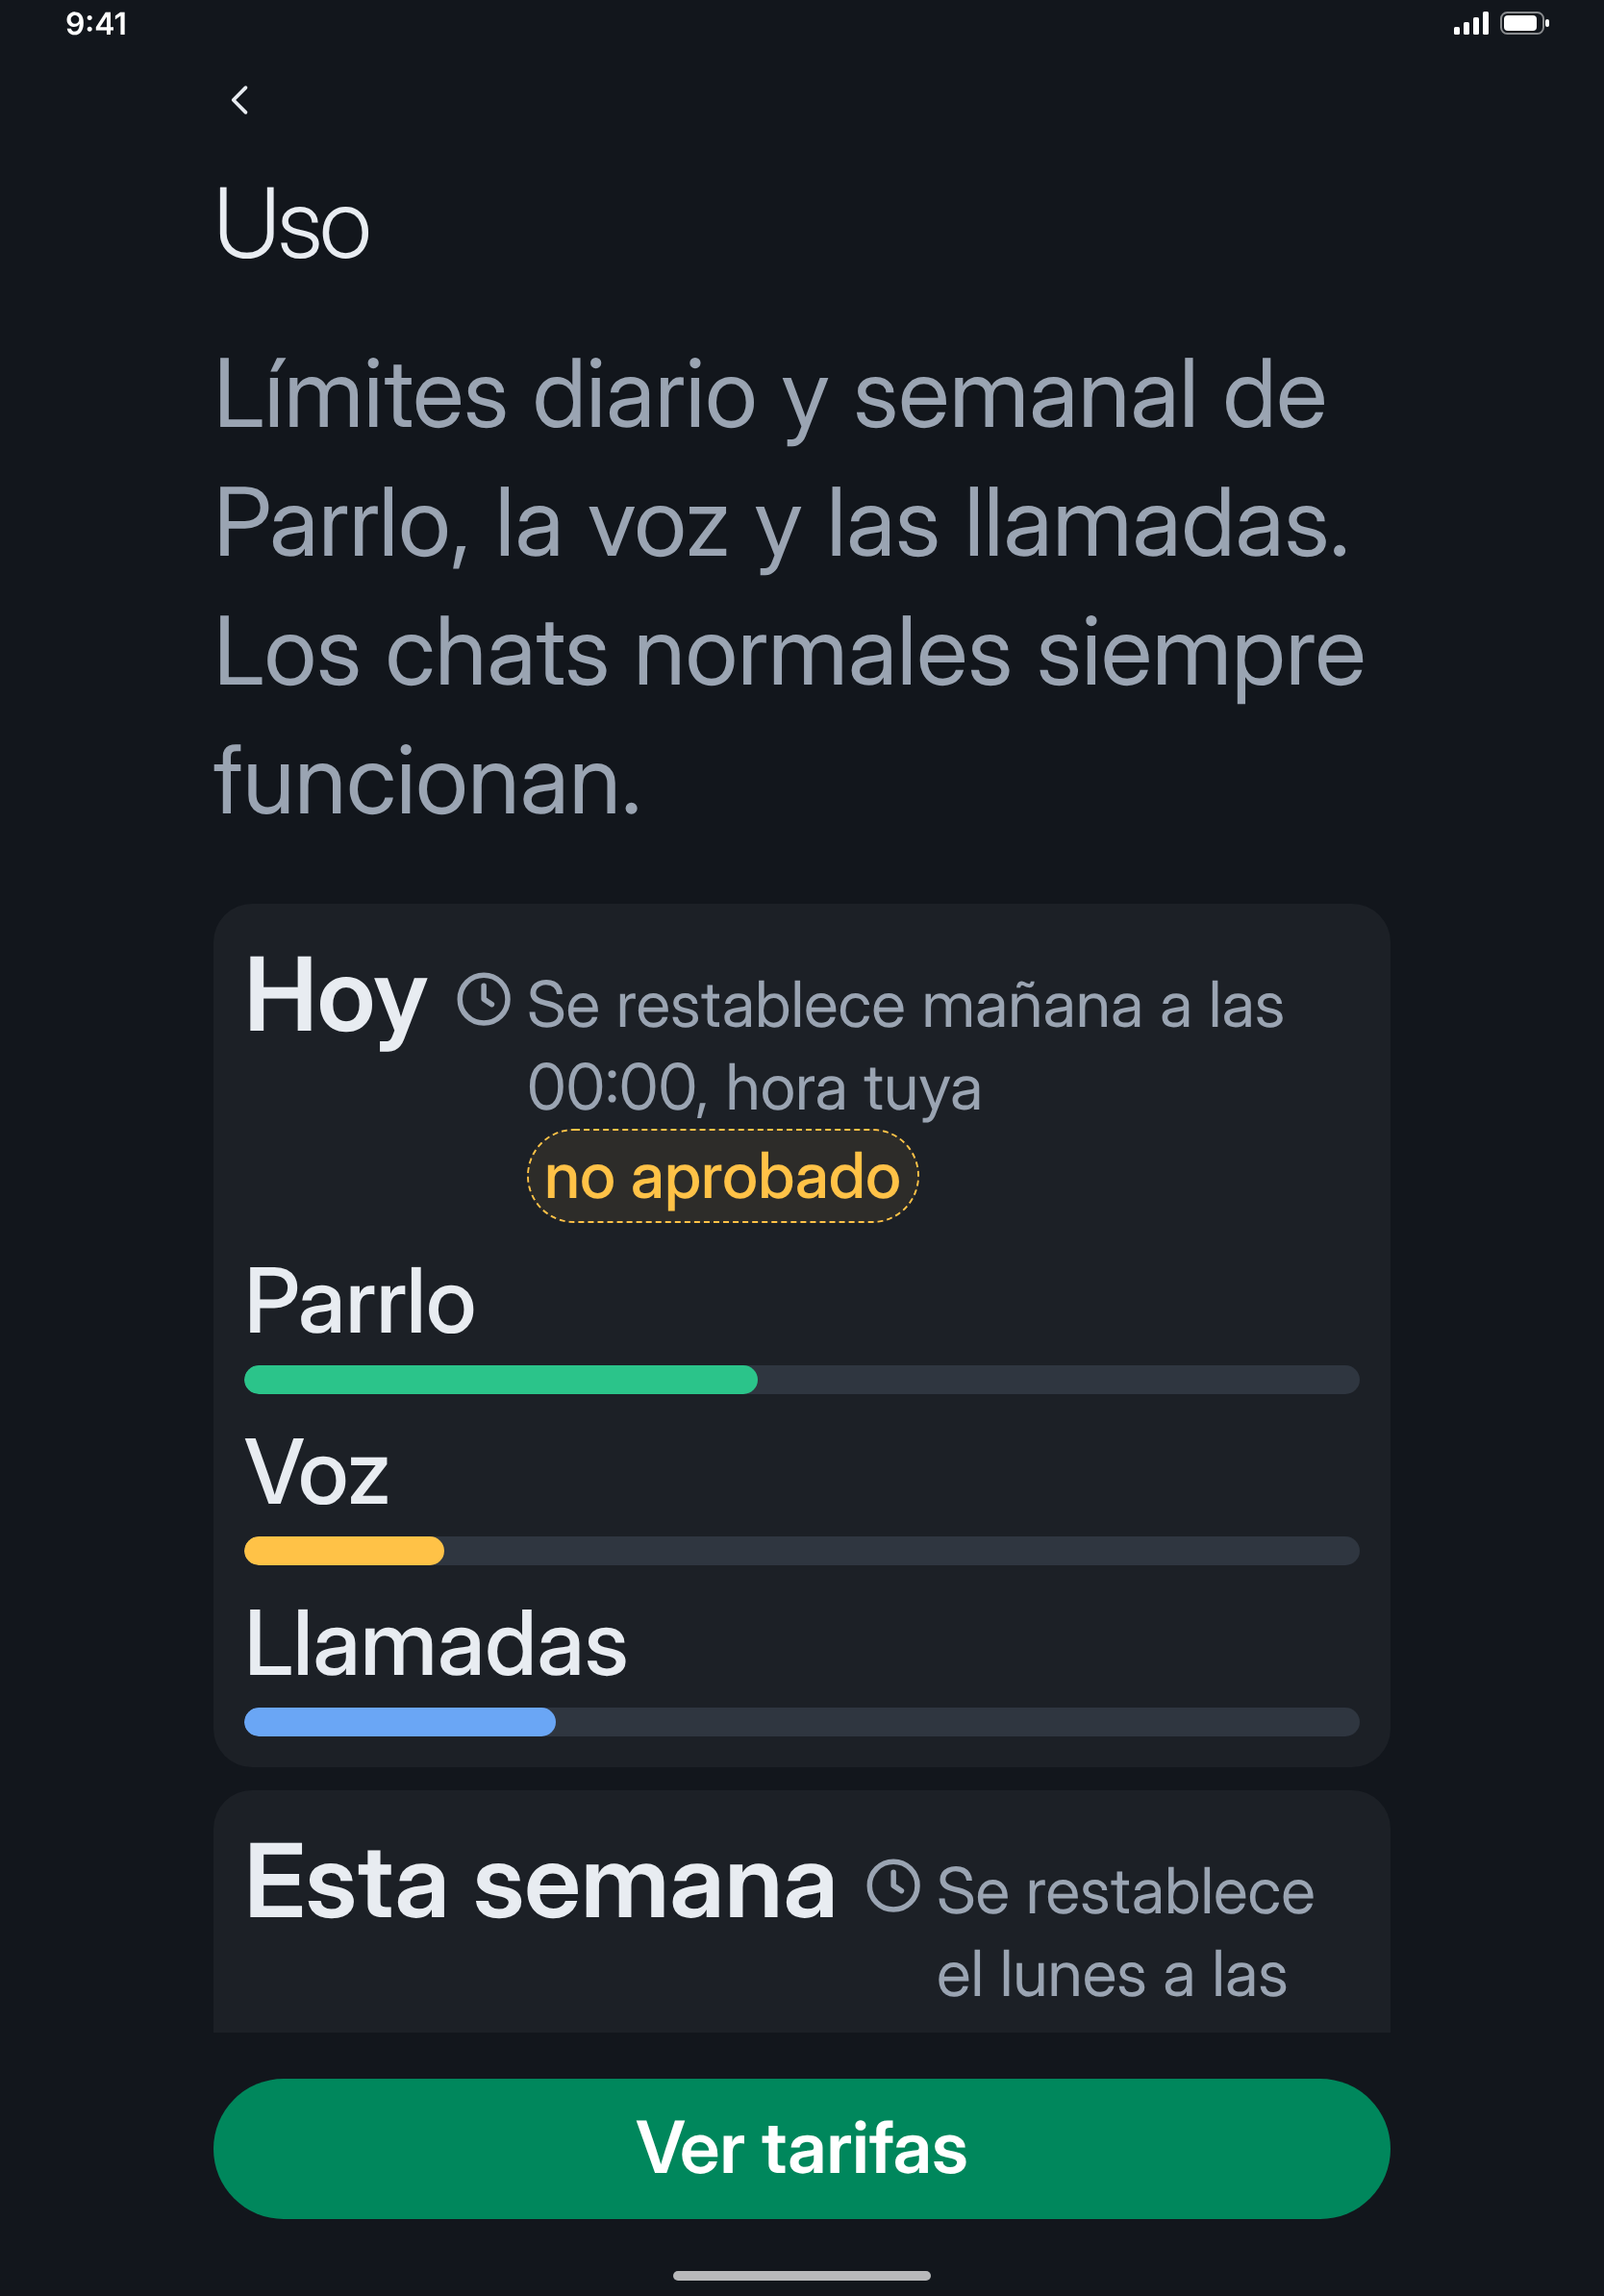 9:41
Uso
Límites diario y semanal de
Parrlo, la voz y las llamadas.
Los chats normales siempre
funcionan.
Hoy
Se restablece mañana a las
00:00, hora tuya
no aprobado
Parrlo
Voz
Llamadas
Esta semana
Se restablece
el lunes a las
Ver tarifas